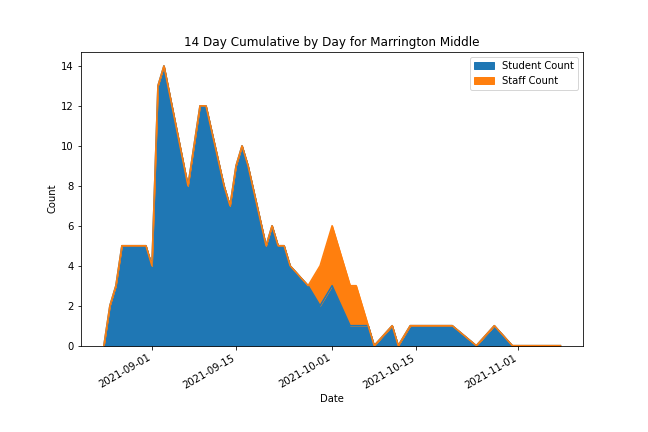 14 Day Cumulative by Day for Marrington Middle
Student Count
Staff Count
14
12
10
8
6
4
2
0
Count
2021-09-01
2021-09-15
2021-10-01
2021-10-15
2021-11-01
Date